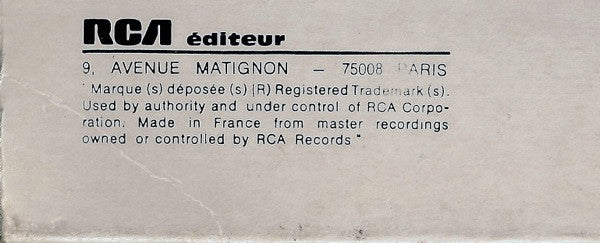 RCA éditeur
9, AVENUE MATIGNON – 75008 PARIS
" Marque (s) déposée (s) (R) Registered Trademark (s).
Used by authority and under control of RCA Corpo-
ration. Made in France from master recordings
owned or controlled by RCA Records "